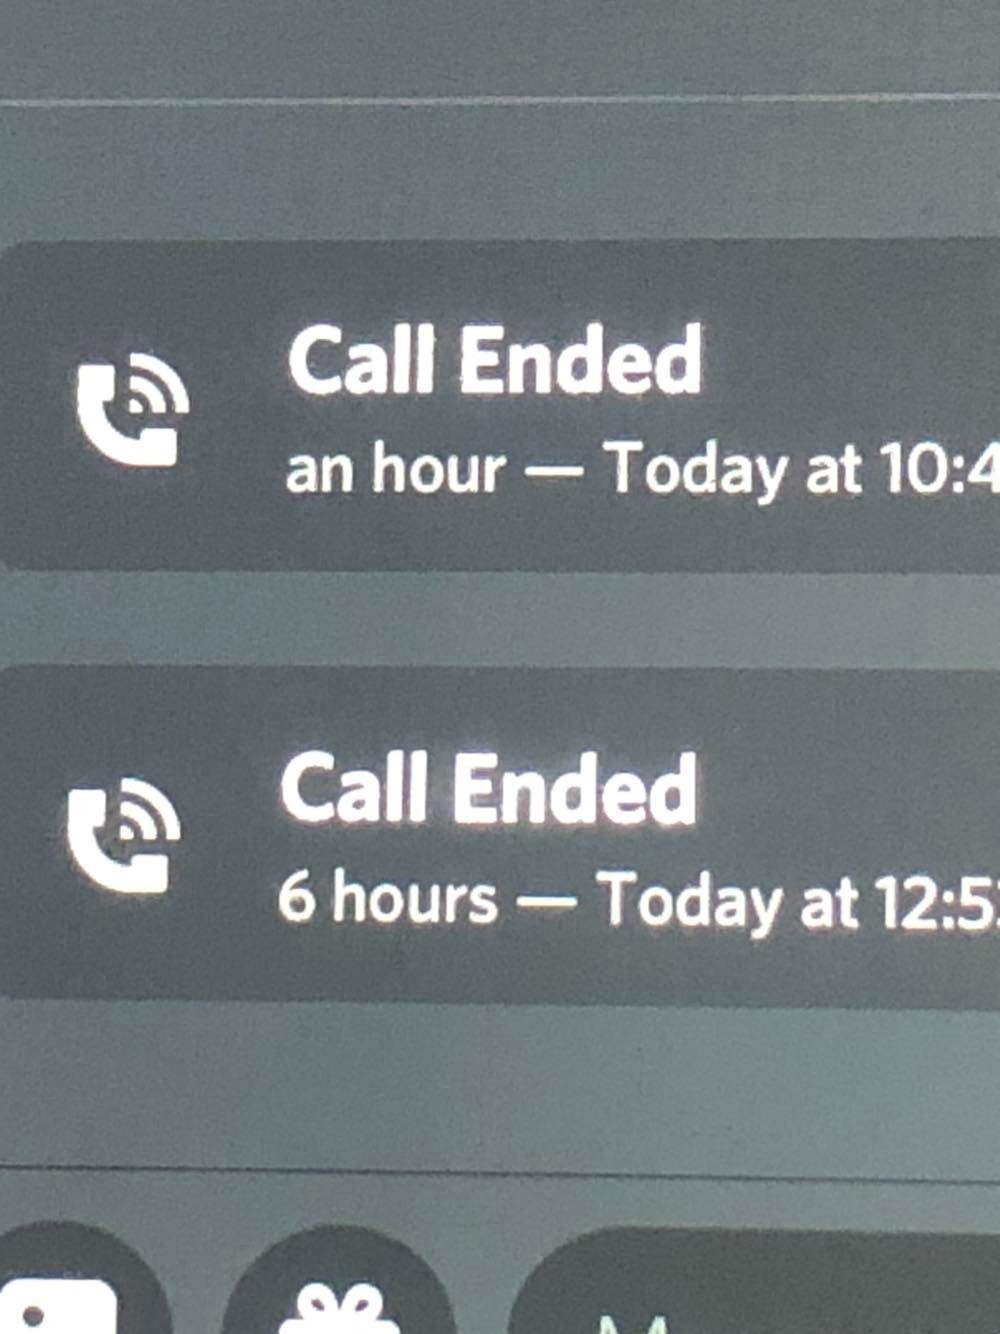 Call Ended
an hour — Today at 10:4
Call Ended
6 hours — Today at 12:5
M